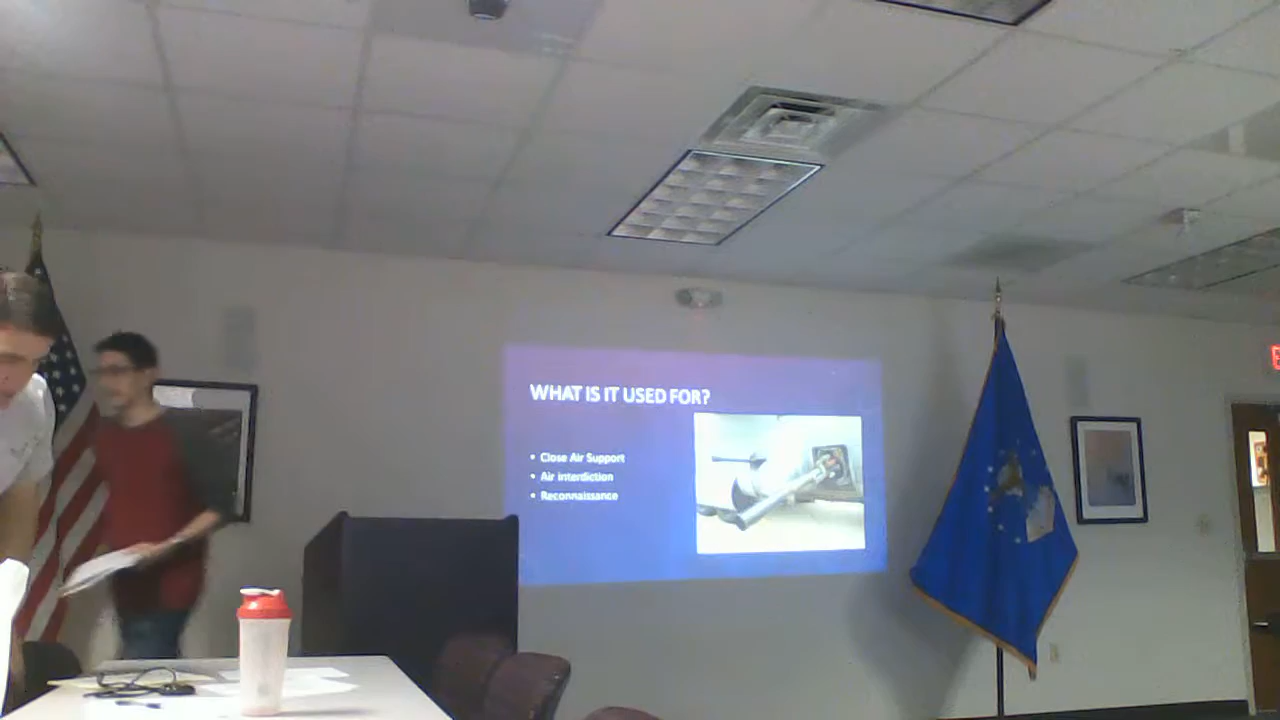 WHAT IS IT USED FOR?
• Close Air Support
• Air Interdiction
• Reconnaissance